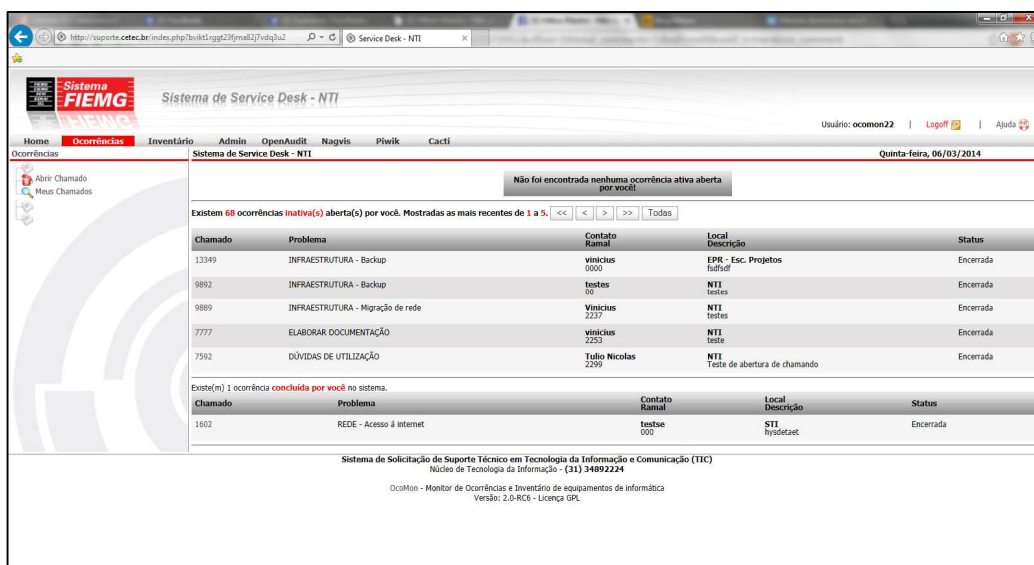 http://suporte.cetec.br/index.php?bvikt1rggt23fjma82j7vdq3u2
Service Desk - NTI
Sistema
FIEMG
Sistema de Service Desk - NTI
Usuário: ocomon22 | Logoff | Ajuda
Home Ocorrências Inventário Admin OpenAudit Nagvis Piwik Cacti
Ocorrências
Sistema de Service Desk - NTI Quinta-feira, 06/03/2014
Abrir Chamado
Meus Chamados
Não foi encontrada nenhuma ocorrência ativa aberta
por você!
Existem 68 ocorrências inativa(s) aberta(s) por você. Mostradas as mais recentes de 1 a 5. << < > >> Todas
Chamado Problema Contato Local Status
Ramal Descrição
13349 INFRAESTRUTURA - Backup vinicius EPR - Esc. Projetos Encerrada
0000 fsdfsdf
9892 INFRAESTRUTURA - Backup testes NTI Encerrada
00 testes
9889 INFRAESTRUTURA - Migração de rede Vinicius NTI Encerrada
2237 testes
7777 ELABORAR DOCUMENTAÇÃO vinicius NTI Encerrada
2253 teste
7592 DÚVIDAS DE UTILIZAÇÃO Tulio Nicolas NTI Encerrada
2299 Teste de abertura de chamando
Existe(m) 1 ocorrência concluída por você no sistema.
Chamado Problema Contato Local Status
Ramal Descrição
1602 REDE - Acesso á internet testse STI Encerrada
000 hysdetaet
Sistema de Solicitação de Suporte Técnico em Tecnologia da Informação e Comunicação (TIC)
Núcleo de Tecnologia da Informação - (31) 34892224
OcoMon - Monitor de Ocorrências e Inventário de equipamentos de informática
Versão: 2.0-RC6 - Licença GPL